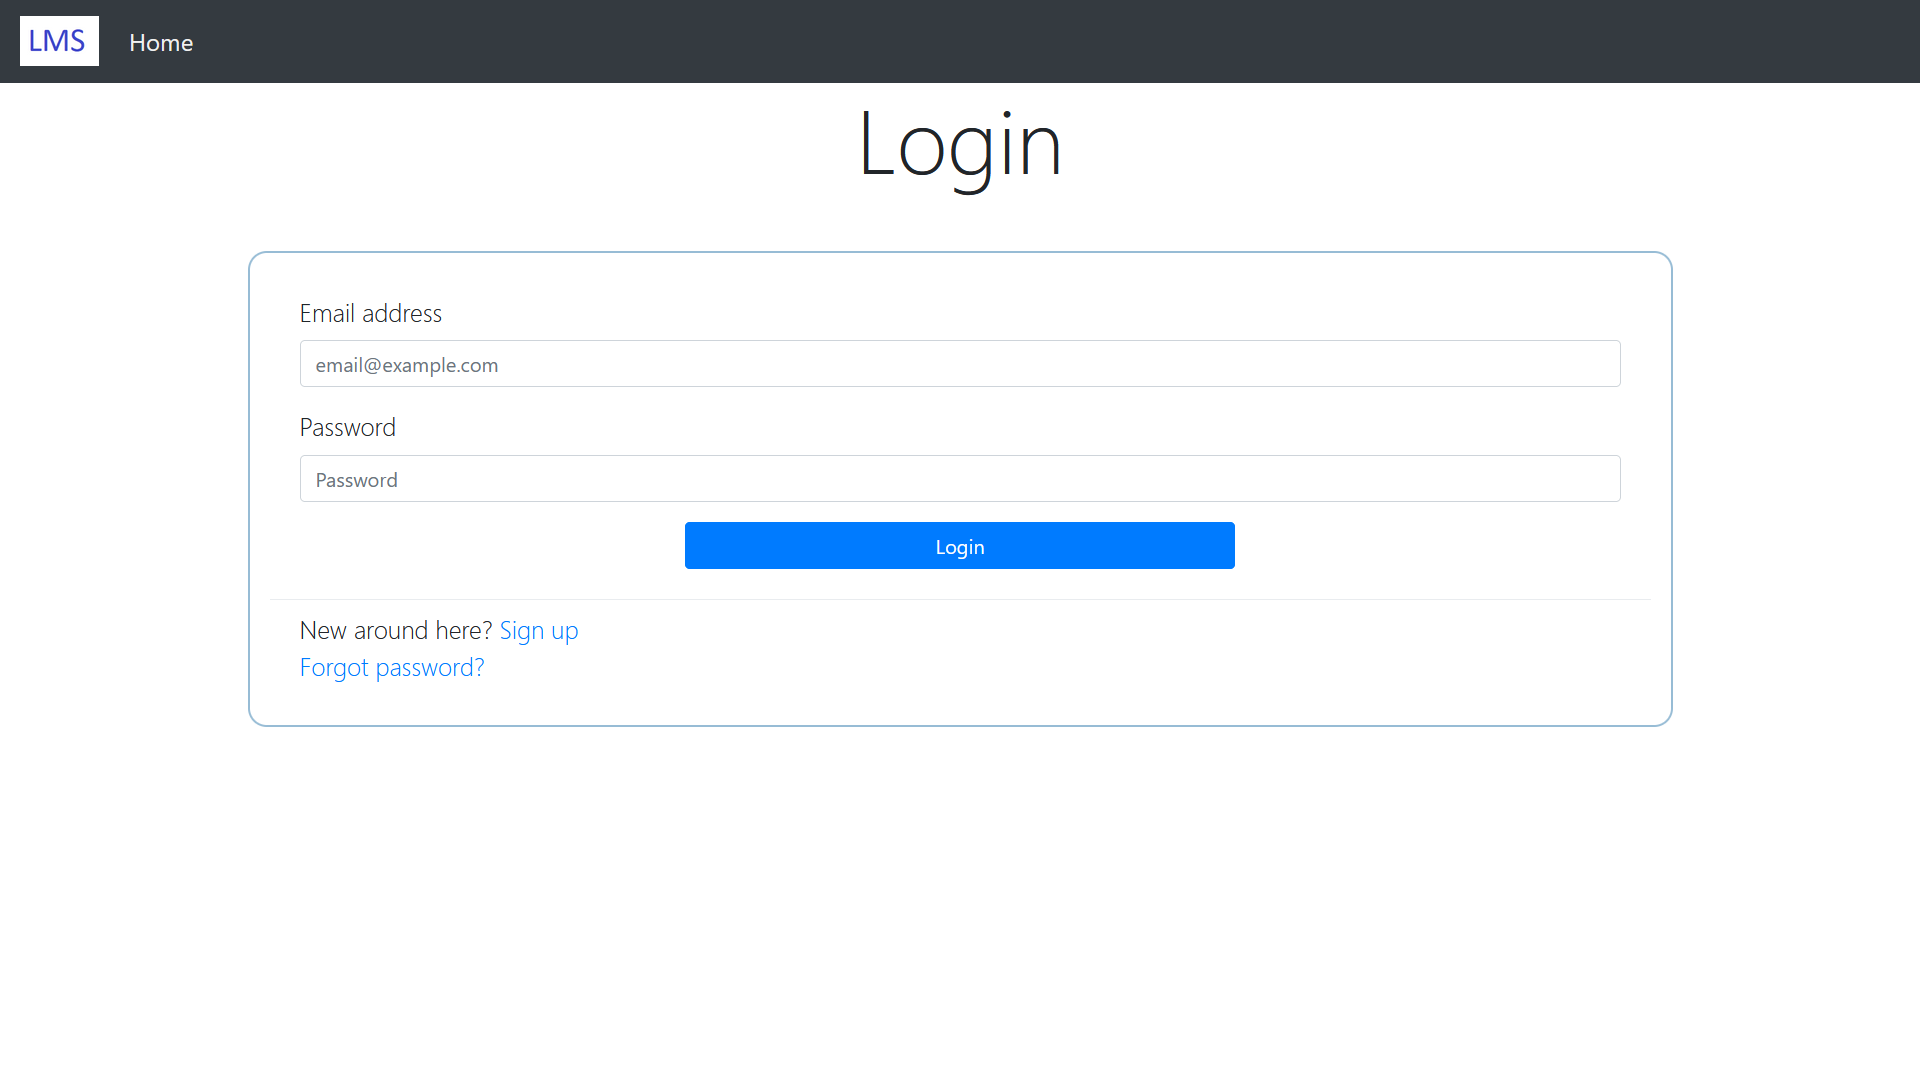 LMS Home
Login
Email address
email@example.com
Password
Password
Login
New around here? Sign up
Forgot password?